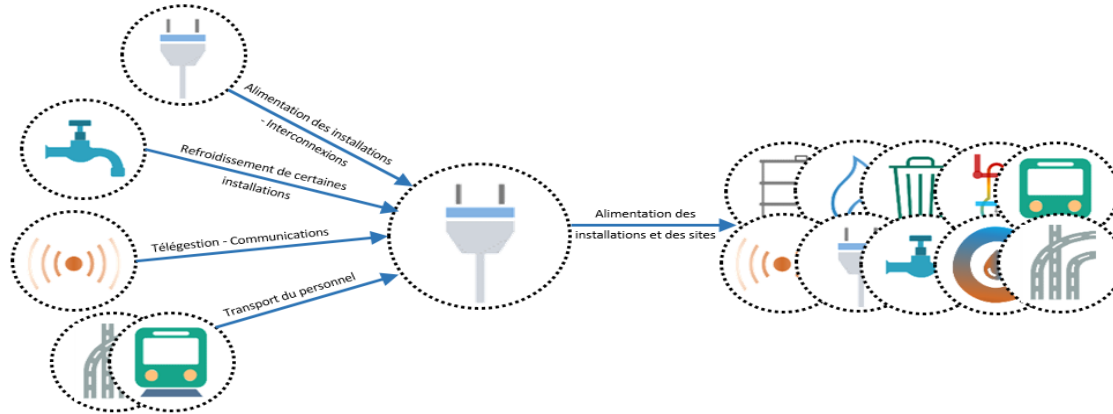 Alimentation des installations
- Interconnexions
Refroidissement de certaines
installations
Télégestion - Communications
Transport du personnel
Alimentation des
installations et des sites